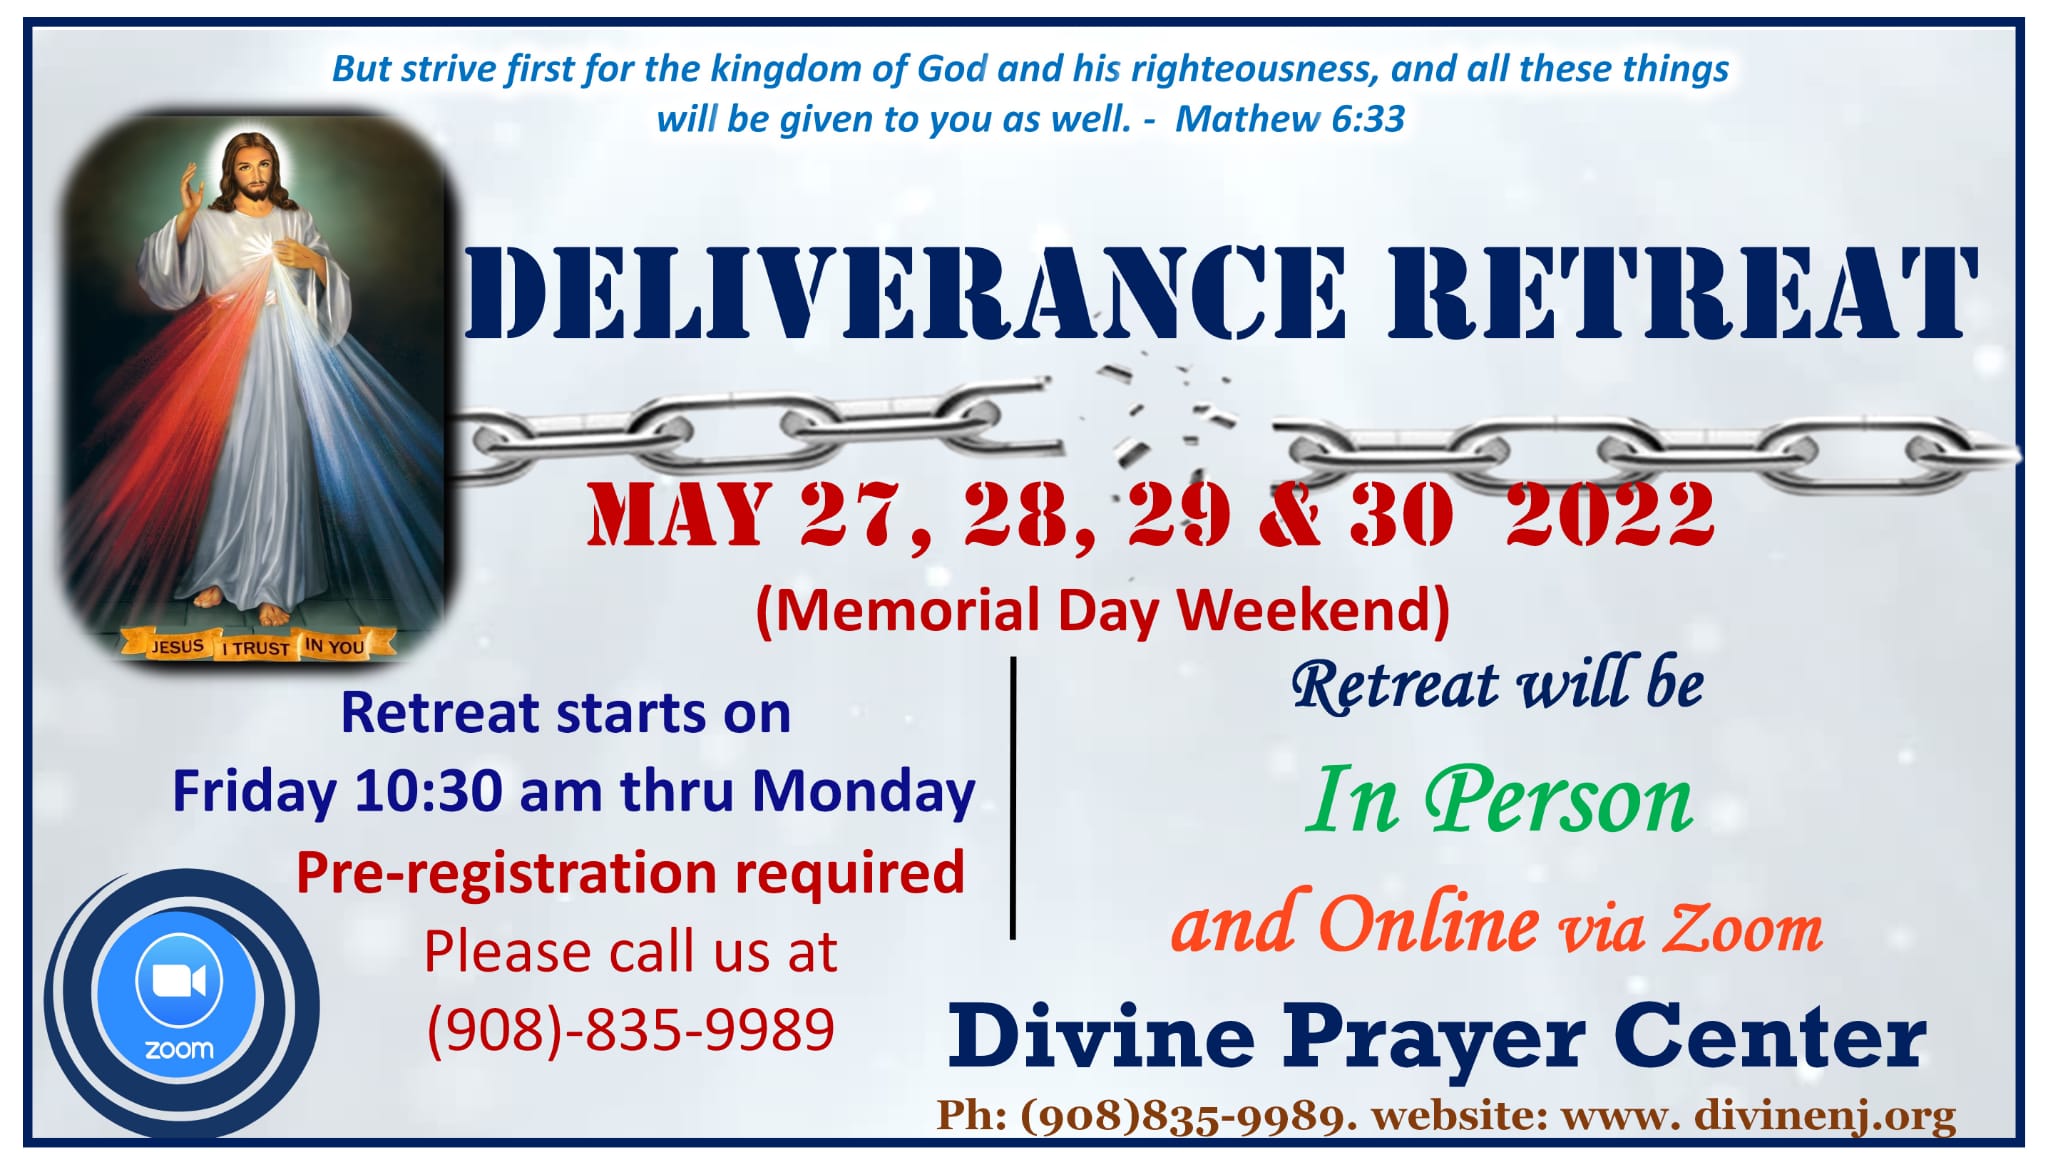 But strive first for the kingdom of God and his righteousness, and all these things
will be given to you as well. - Mathew 6:33
DELIVERANCE RETREAT
MAY 27, 28, 29 & 30 2022
(Memorial Day Weekend)
JESUS I TRUST IN YOU
Retreat starts on
Friday 10:30 am thru Monday
Pre-registration required
Please call us at
(908)-835-9989
zoom
Retreat will be
In Person
and Online via Zoom
Divine Prayer Center
Ph: (908)835-9989. website: www. divinenj.org